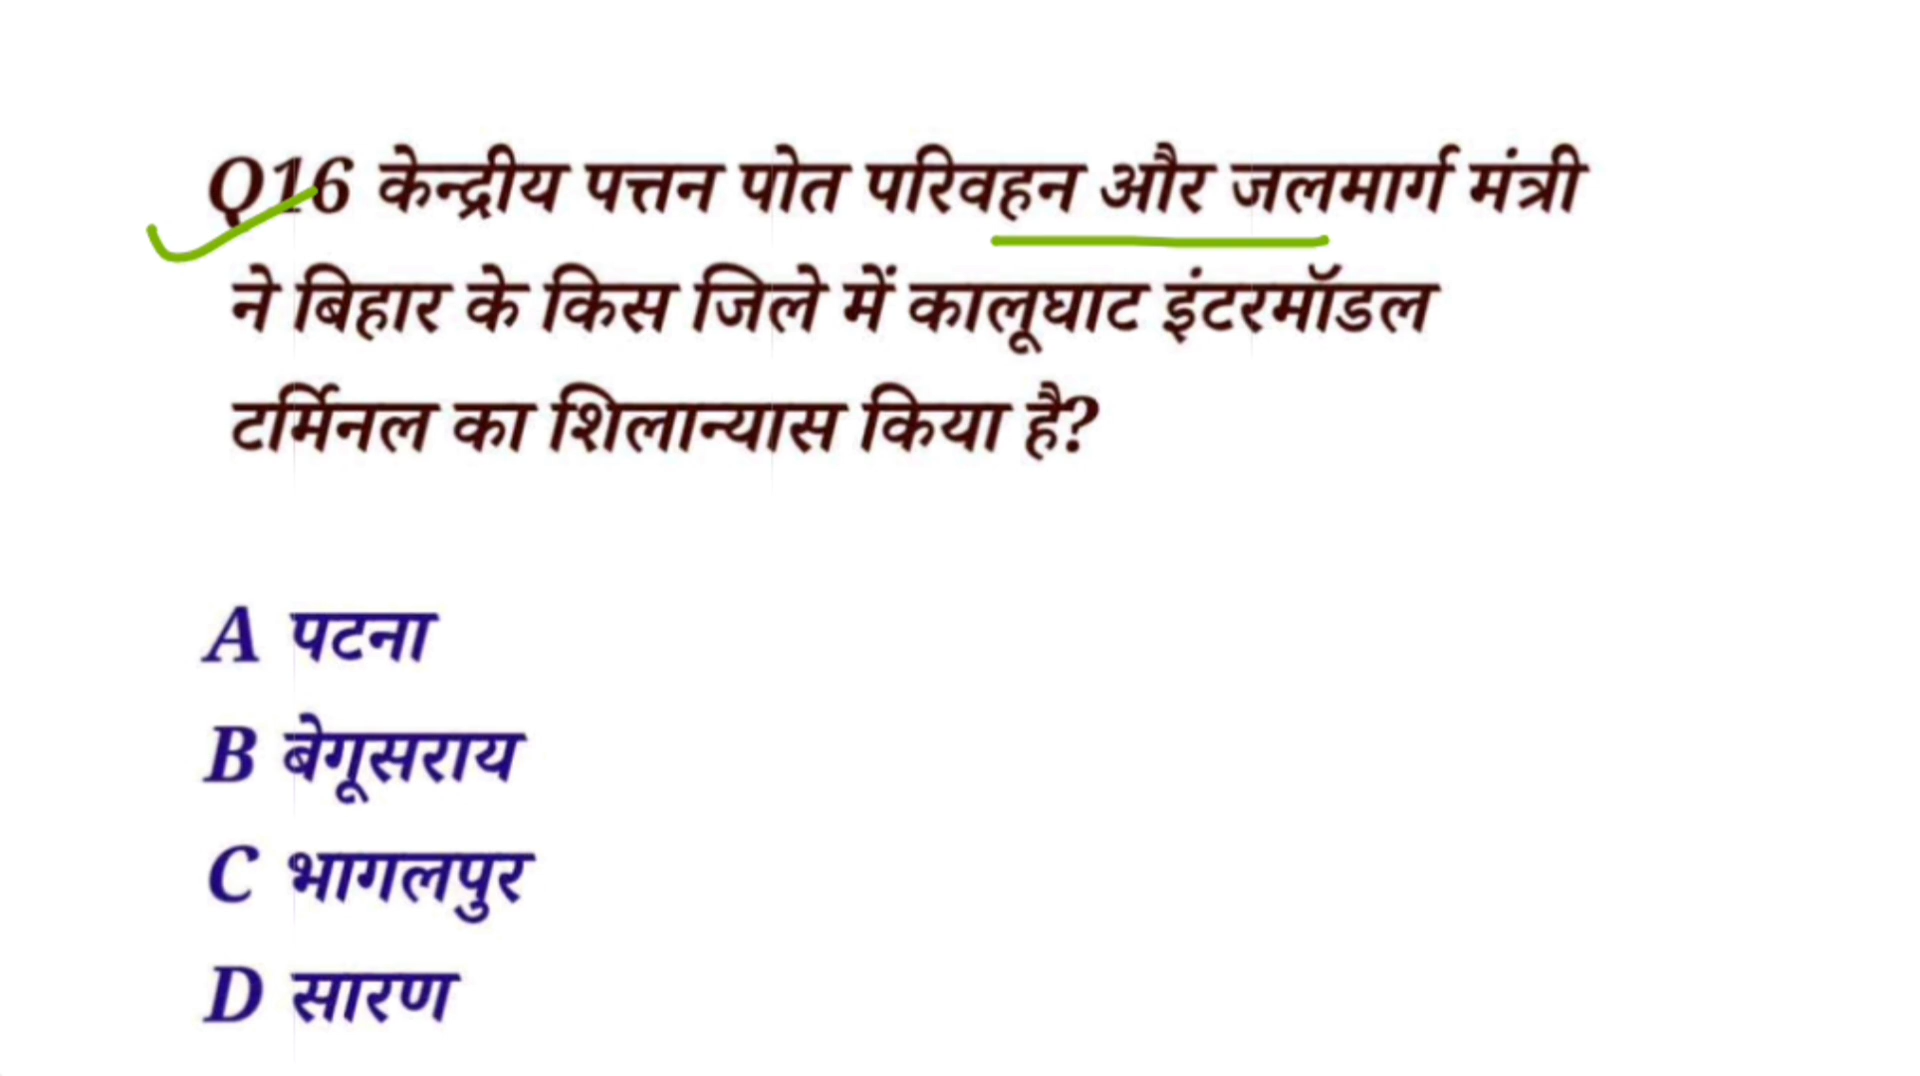 Q16 केन्द्रीय पत्तन पोत परिवहन और जलमार्ग मंत्री
ने बिहार के किस जिले में कालूघाट इंटरमॉडल
टर्मिनल का शिलान्यास किया है?
A पटना
B बेगूसराय
C भागलपुर
D सारण